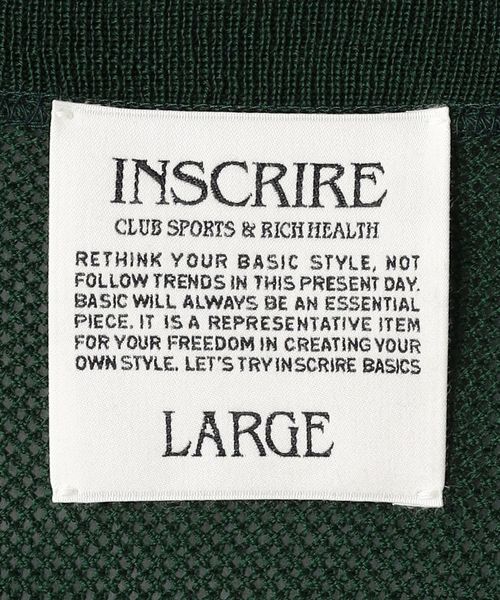 INSCRIRE
CLUB SPORTS & RICH HEALTH
RETHINK YOUR BASIC STYLE, NOT
FOLLOW TRENDS IN THIS PRESENT DAY.
BASIC WILL ALWAYS BE AN ESSENTIAL
PIECE. IT IS A REPRESENTATIVE ITEM
FOR YOUR FREEDOM IN CREATING YOUR
OWN STYLE. LET'S TRY INSCRIRE BASICS
LARGE